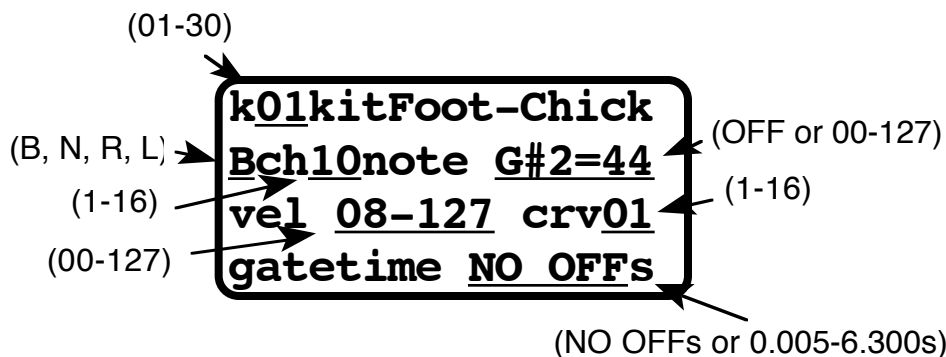 (01-30)
k01kitFoot-Chick
(B, N, R, L)
Bch10note G#2=44
(OFF or 00-127)
(1-16)
vel 08-127 crv01
(1-16)
(00-127)
gatetime NO OFFs
(NO OFFs or 0.005-6.300s)